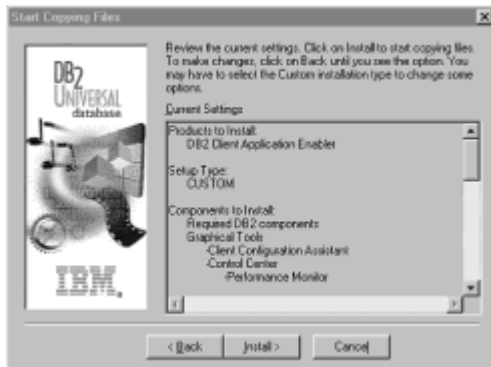 Start Copying Files
DB2
UNIVERSAL
database
IBM.
Review the current settings. Click on Install to start copying files.
To make changes, click on Back until you see the option. You
may have to select the Custom installation type to change some
options.
Current Settings
Products to Install:
DB2 Client Application Enabler
Setup Type:
CUSTOM
Components to Install:
Required DB2 components
Graphical Tools
-Client Configuration Assistant
-Control Center
-Performance Monitor
< Back
Install >
Cancel